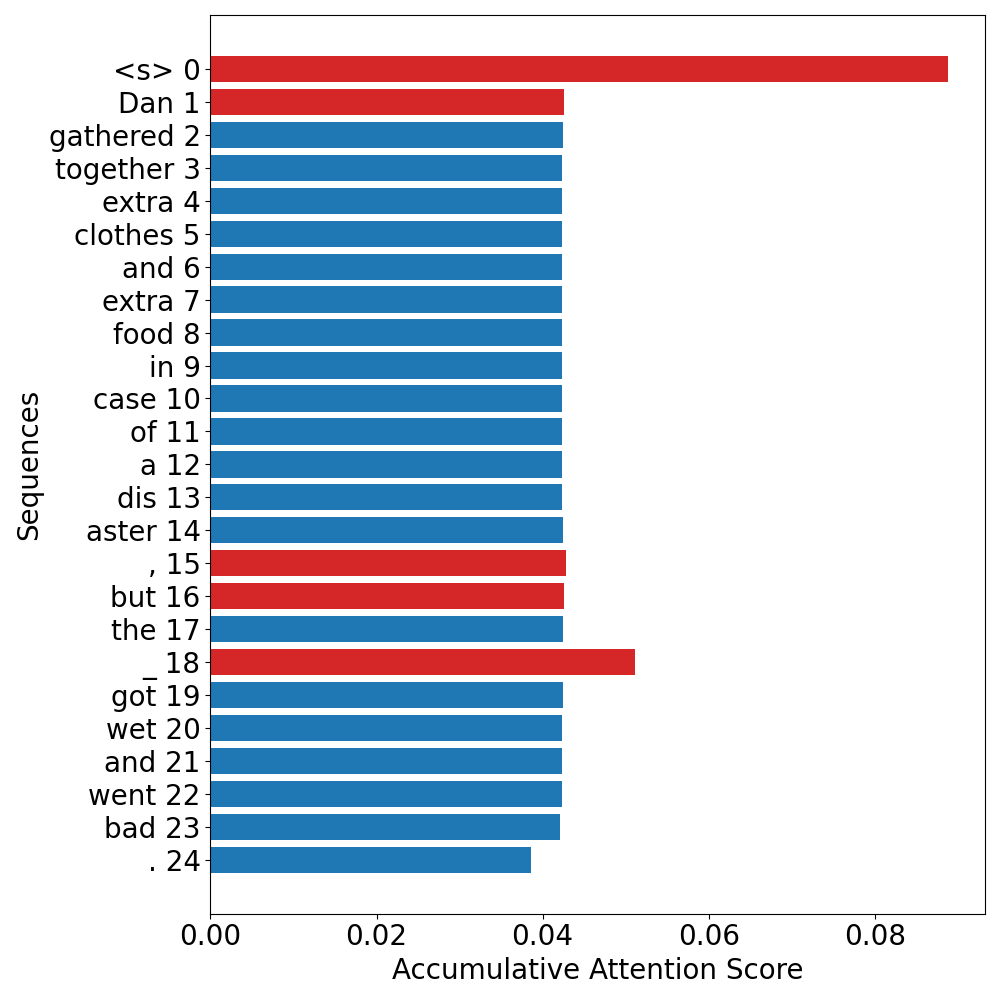 <s> 0
Dan 1
gathered 2
together 3
extra 4
clothes 5
and 6
extra 7
food 8
in 9
case 10
of 11
a 12
dis 13
aster 14
, 15
but 16
the 17
_ 18
got 19
wet 20
and 21
went 22
bad 23
. 24
Sequences
0.00 0.02 0.04 0.06 0.08
Accumulative Attention Score